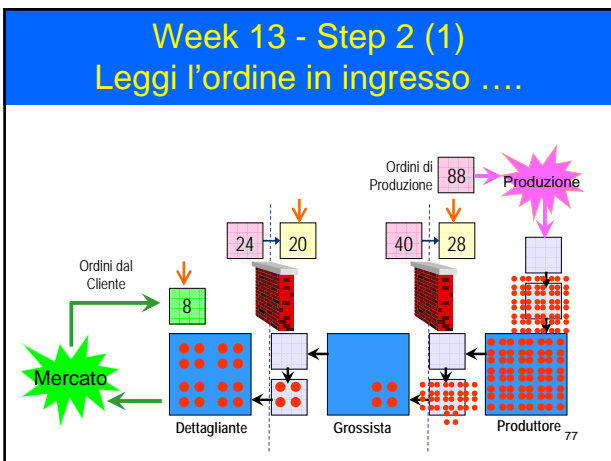 Week 13 - Step 2 (1)
Leggi l'ordine in ingresso ….
Ordini di
Produzione
88
Produzione
24
20
40
28
Ordini dal
Cliente
8
Mercato
Dettagliante
Grossista
Produttore
77